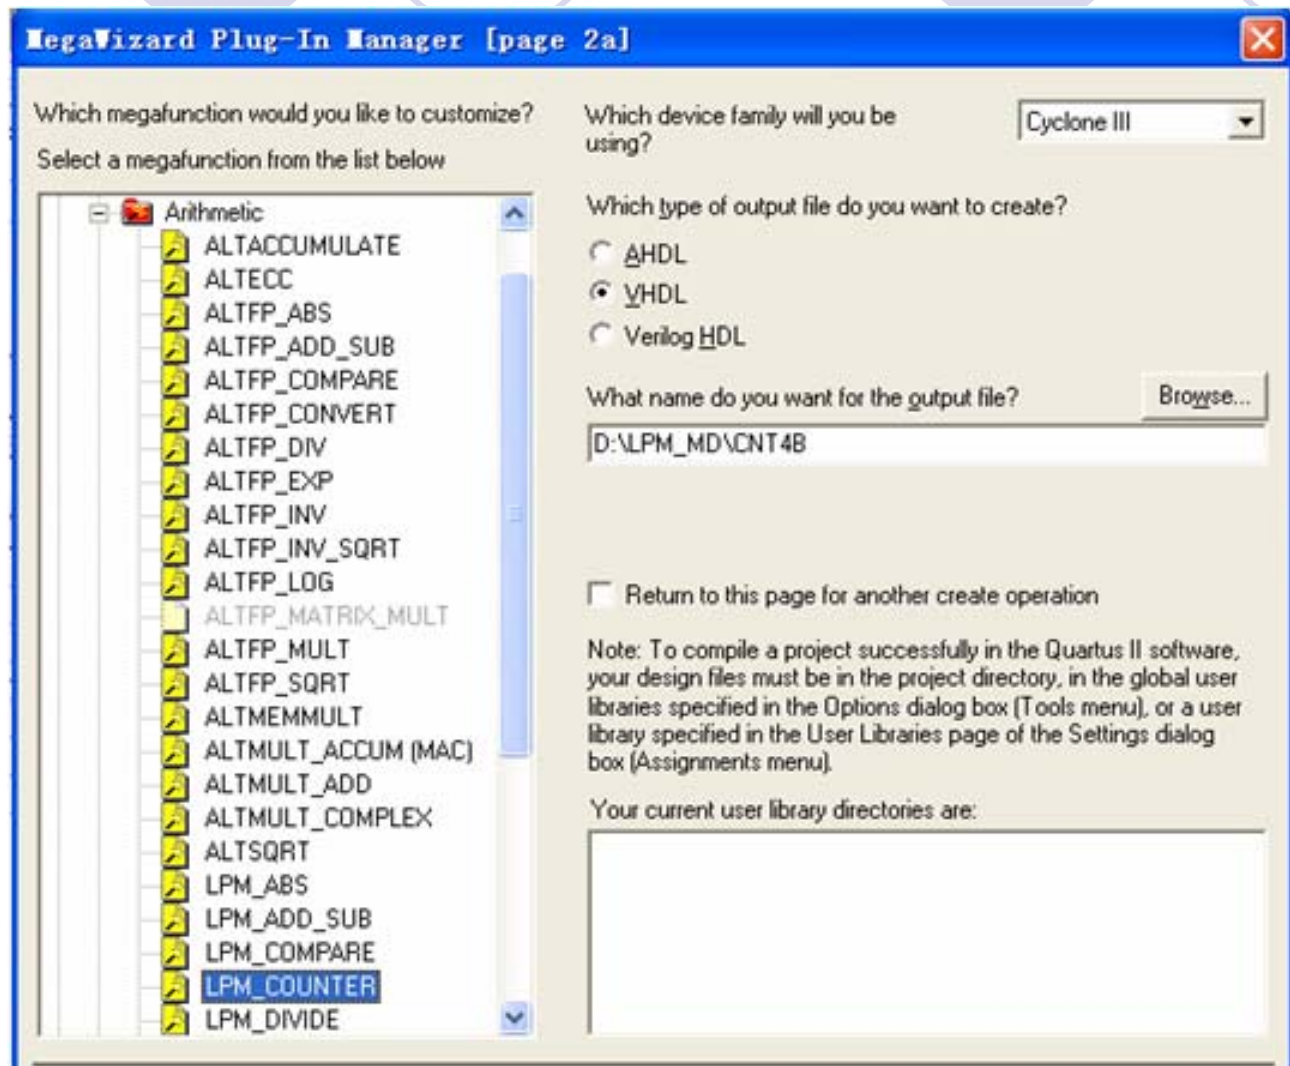 MegaWizard Plug-In Manager [page 2a]
Which megafunction would you like to customize?
Select a megafunction from the list below
Arithmetic
ALTACCUMULATE
ALTECC
ALTFP_ABS
ALTFP_ADD_SUB
ALTFP_COMPARE
ALTFP_CONVERT
ALTFP_DIV
ALTFP_EXP
ALTFP_INV
ALTFP_INV_SQRT
ALTFP_LOG
ALTFP_MATRIX_MULT
ALTFP_MULT
ALTFP_SQRT
ALTMEMMULT
ALTMULT_ACCUM (MAC)
ALTMULT_ADD
ALTMULT_COMPLEX
ALTSQRT
LPM_ABS
LPM_ADD_SUB
LPM_COMPARE
LPM_COUNTER
LPM_DIVIDE
Which device family will you be
using?
Cyclone III
Which type of output file do you want to create?
AHDL
VHDL
Verilog HDL
What name do you want for the output file?
Browse...
D:\LPM_MD\CNT4B
Return to this page for another create operation
Note: To compile a project successfully in the Quartus II software,
your design files must be in the project directory, in the global user
libraries specified in the Options dialog box (Tools menu), or a user
library specified in the User Libraries page of the Settings dialog
box (Assignments menu).
Your current user library directories are: